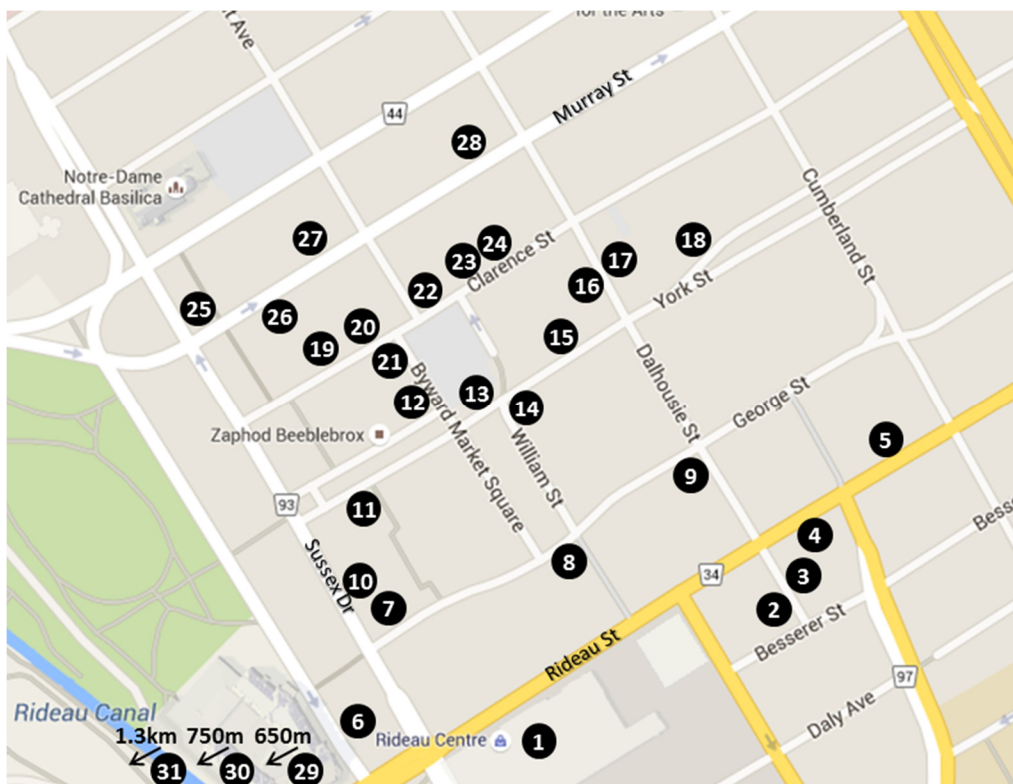 for the Arts
t Ave
44
Murray St
28
Notre-Dame
Cathedral Basilica
Cumberland St
27
24
18
23
17
Clarence St
22
16
York St
25
26
20
15
19
21
Dalhousie St
Byward Market Square
12
13
14
George St
Zaphod Beeblebrox
William St
5
9
93
11
Besse
4
Sussex Dr
8
34
10
3
7
2
Besserer St
Rideau St
97
Rideau Canal
Daly Ave
6
1.3km 750m 650m
Rideau Centre
1
31
30
29